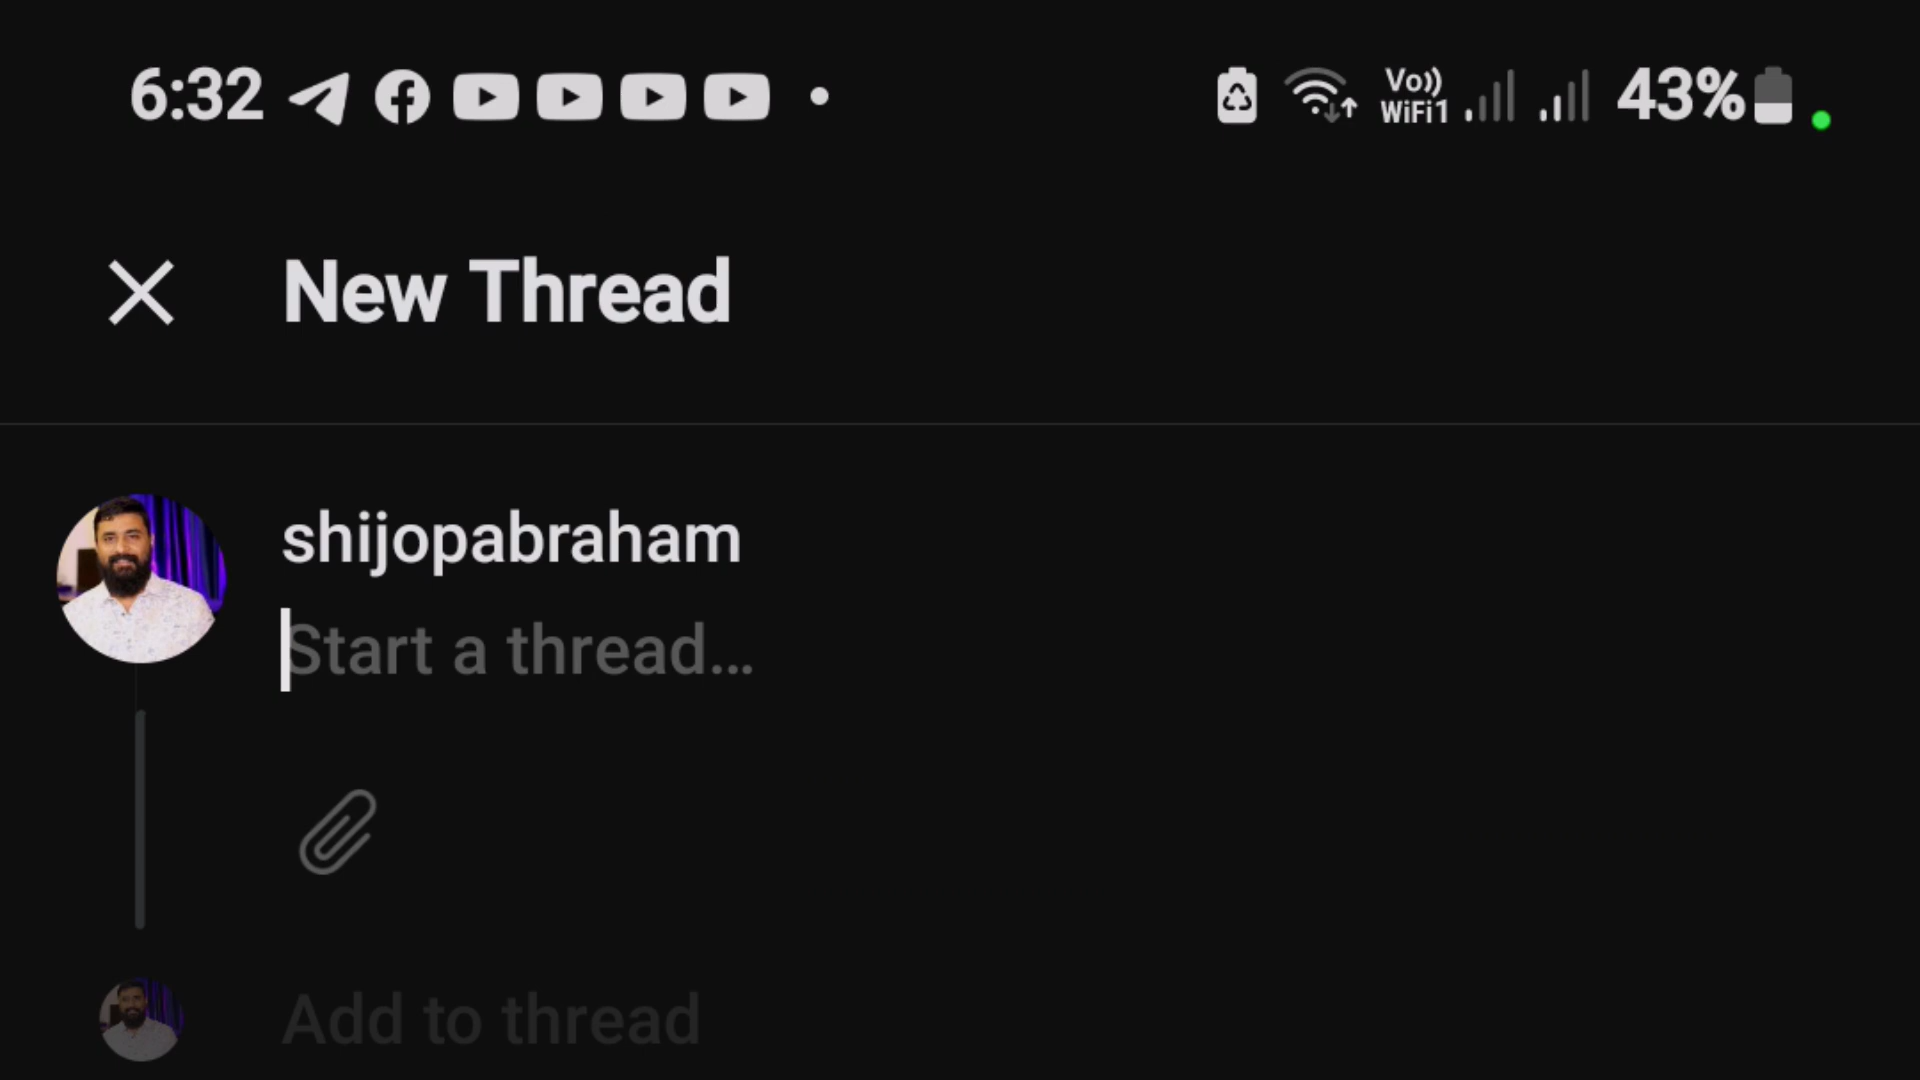 6:32 Vo)) WiFi1 43%
New Thread
shijopabraham
Start a thread...
Add to thread